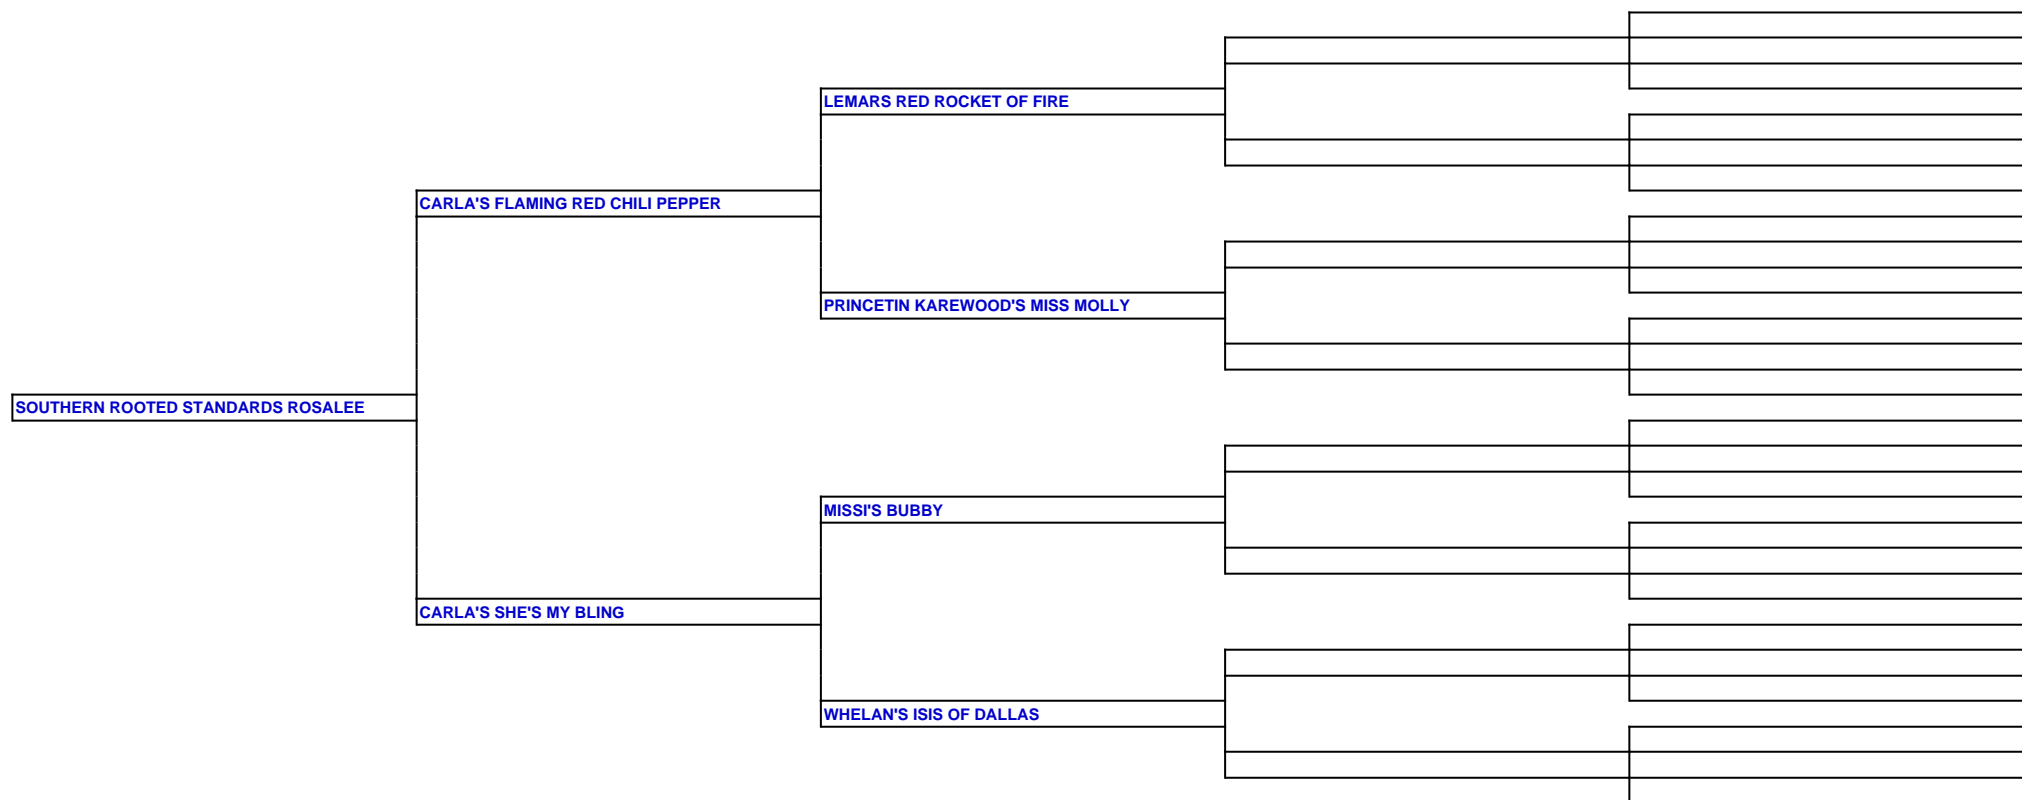 LEMARS RED ROCKET OF FIRE
CARLA'S FLAMING RED CHILI PEPPER
PRINCETIN KAREWOOD'S MISS MOLLY
SOUTHERN ROOTED STANDARDS ROSALEE
MISSI'S BUBBY
CARLA'S SHE'S MY BLING
WHELAN'S ISIS OF DALLAS